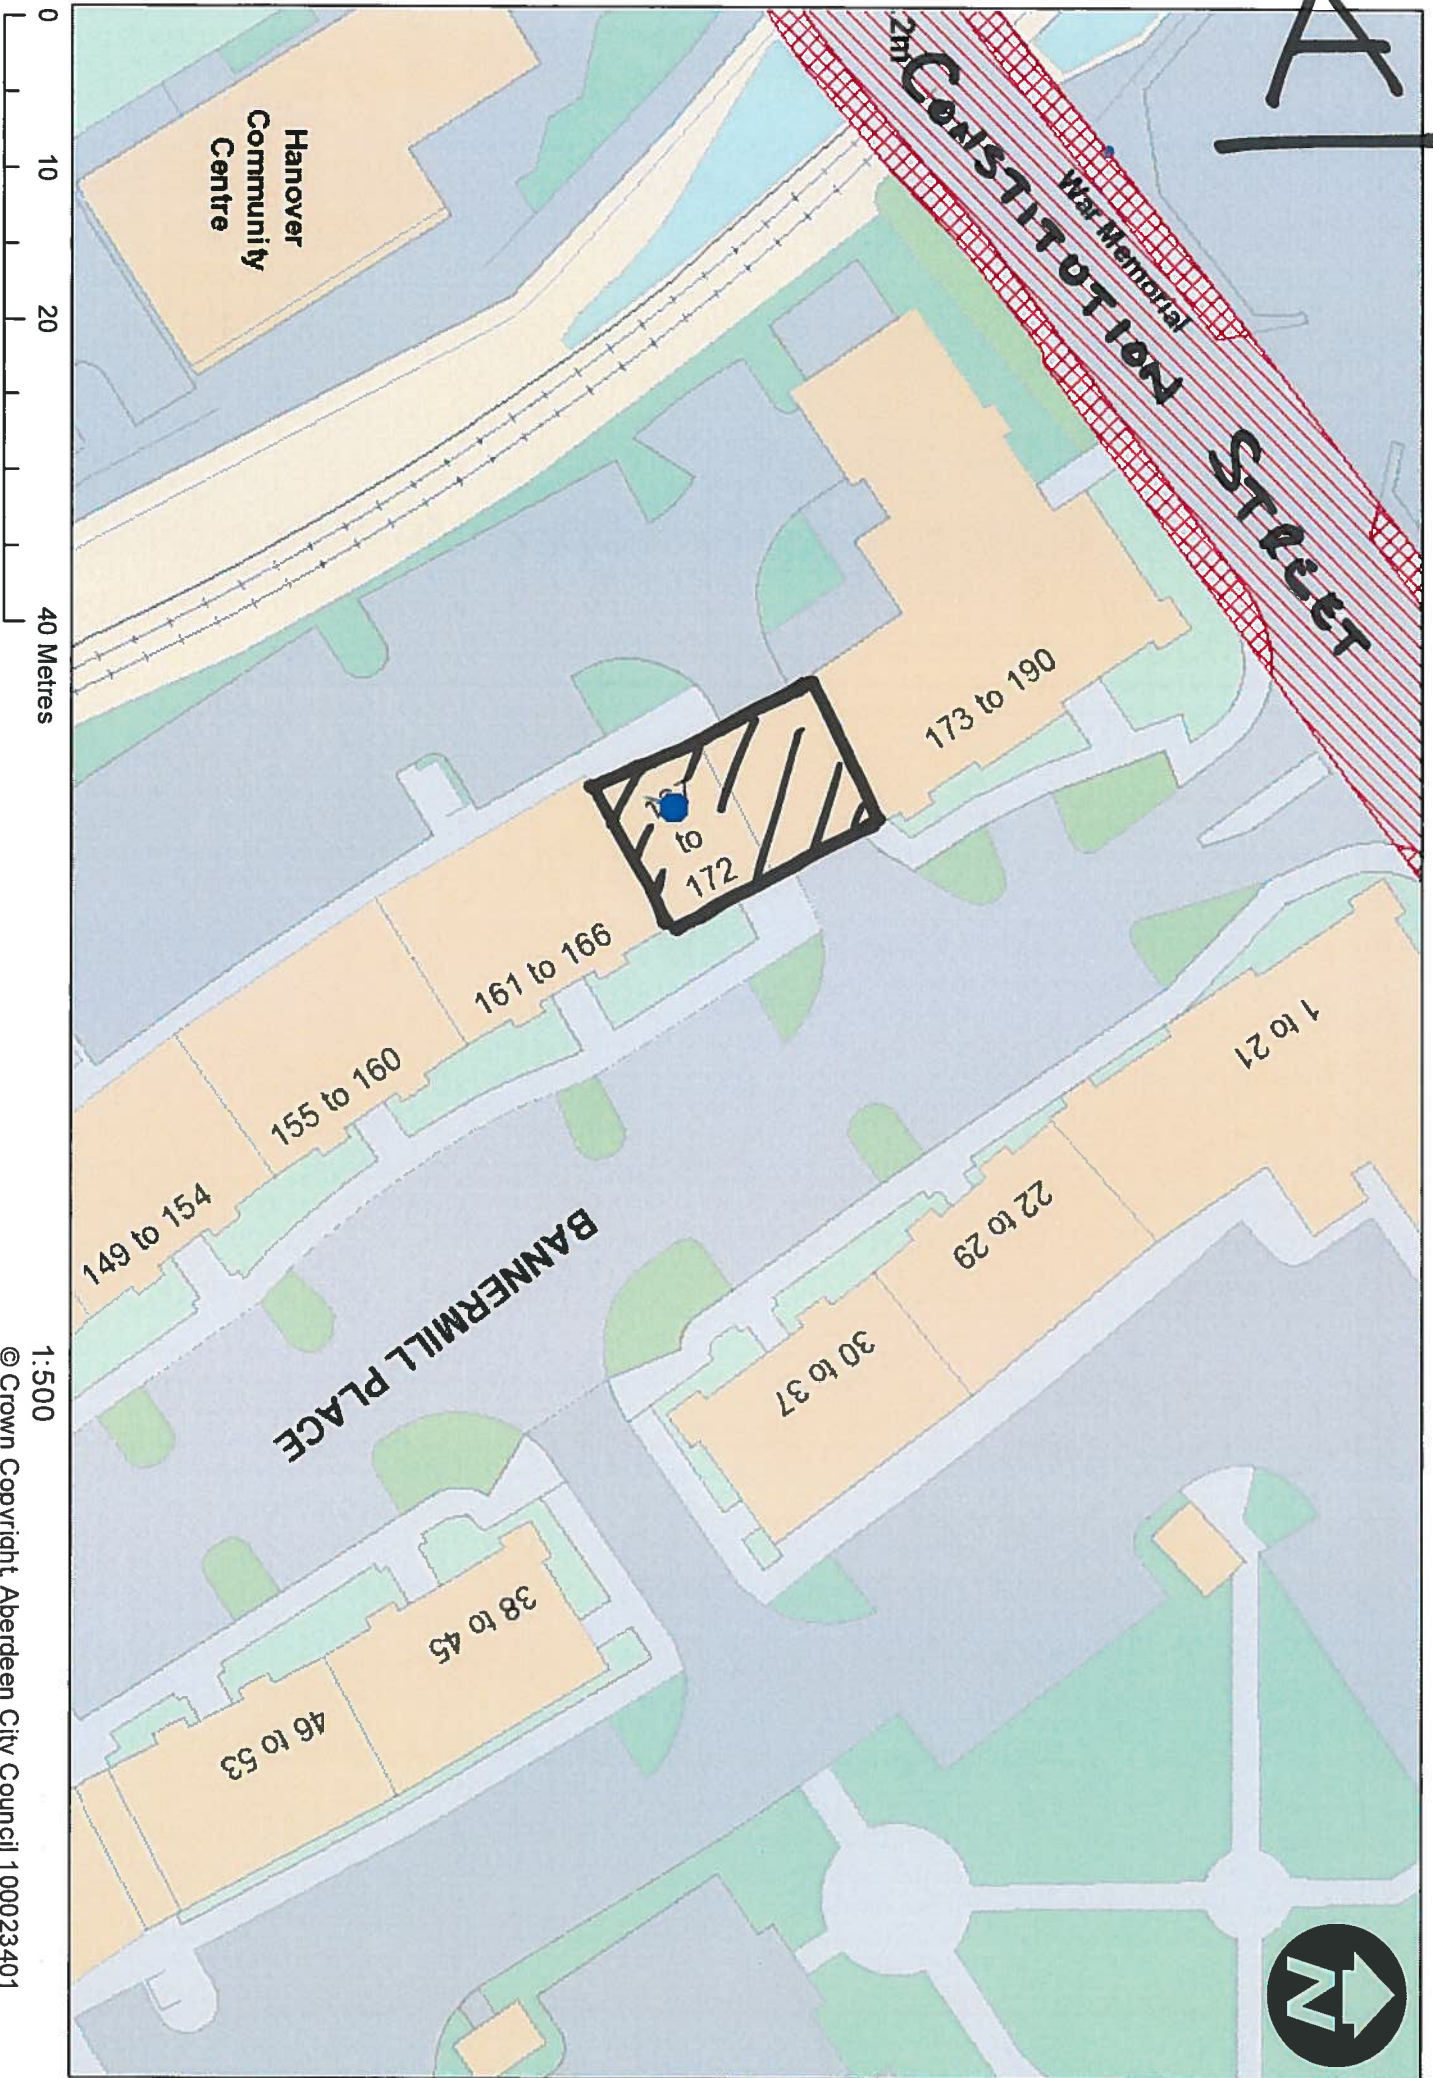 A
2m
CONSTITUTION STREET
War Memorial
Hanover
Community
Centre
173 to 190
to
172
161 to 166
155 to 160
149 to 154
BANNERMILL PLACE
1 to 21
22 to 29
30 to 37
38 to 45
46 to 53
N
0 10 20 40 Metres
1:500
© Crown Copyright. Aberdeen City Council 100023401